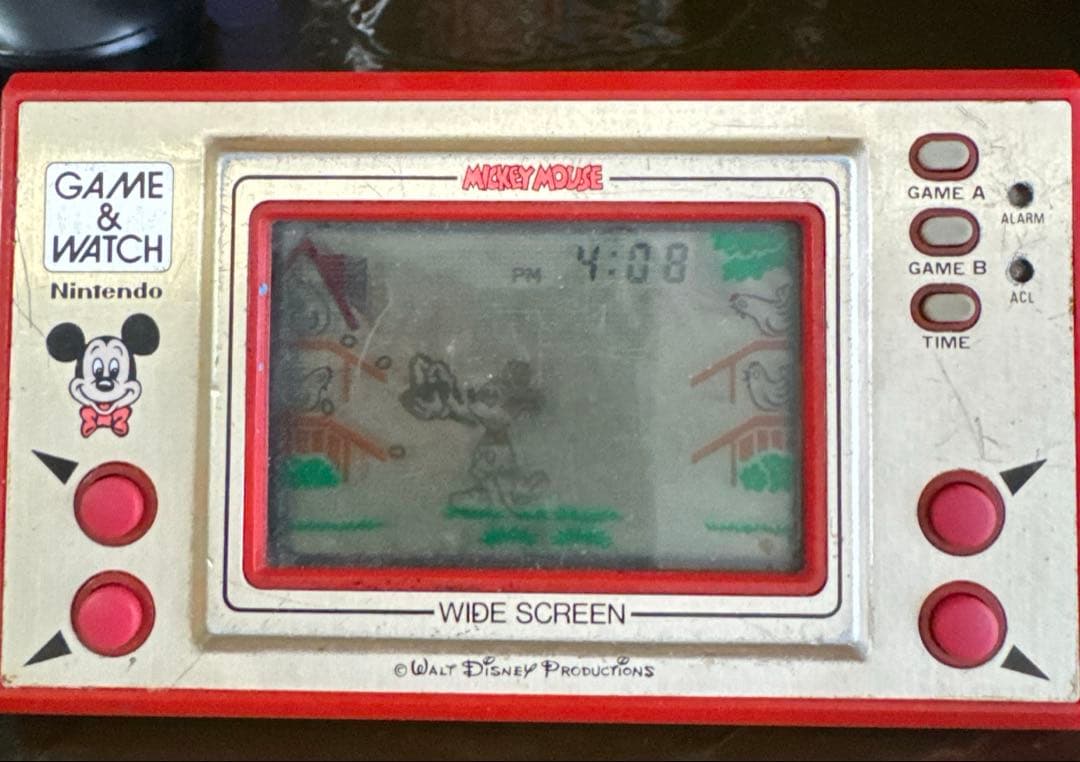 GAME
&
WATCH
Nintendo
MICKEY MOUSE
PM 4:08
GAME A
ALARM
GAME B
ACL
TIME
WIDE SCREEN
© WALT DISNEY PRODUCTIONS